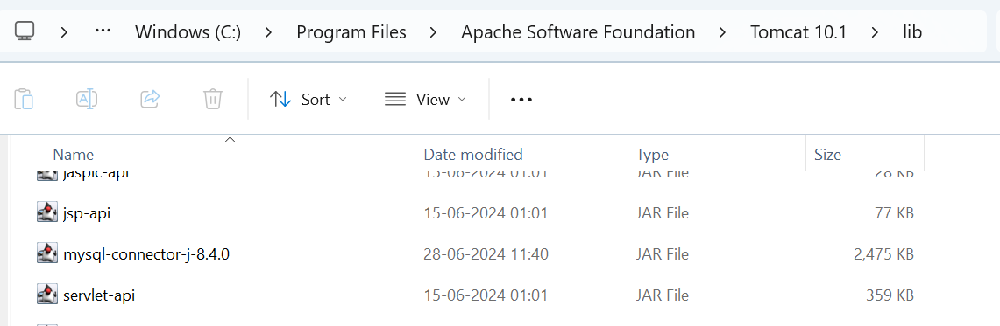 Windows (C:) Program Files Apache Software Foundation Tomcat 10.1 lib
Sort View
Name Date modified Type Size
jaspic-api 15-06-2024 01:01 JAR File 28 KB
jsp-api 15-06-2024 01:01 JAR File 77 KB
mysql-connector-j-8.4.0 28-06-2024 11:40 JAR File 2,475 KB
servlet-api 15-06-2024 01:01 JAR File 359 KB